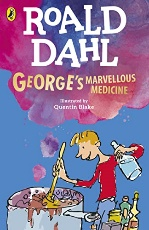 ROALD
DAHL
GEORGE'S MARVELLOUS
MEDICINE
Illustrated by
Quentin Blake